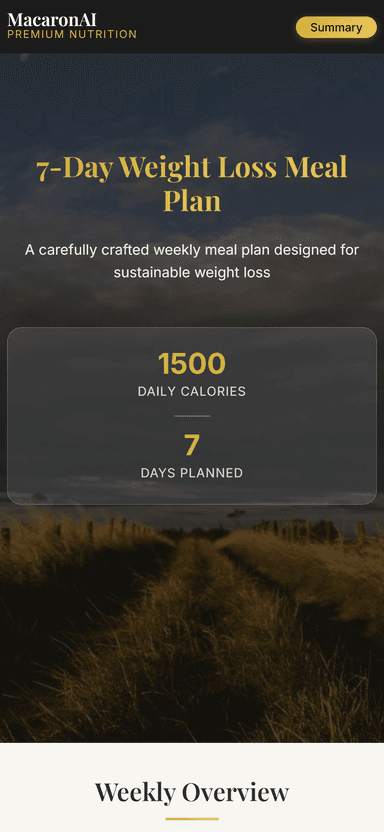 MacaronAI
PREMIUM NUTRITION
Summary
7-Day Weight Loss Meal
Plan
A carefully crafted weekly meal plan designed for
sustainable weight loss
1500
DAILY CALORIES
7
DAYS PLANNED
Weekly Overview